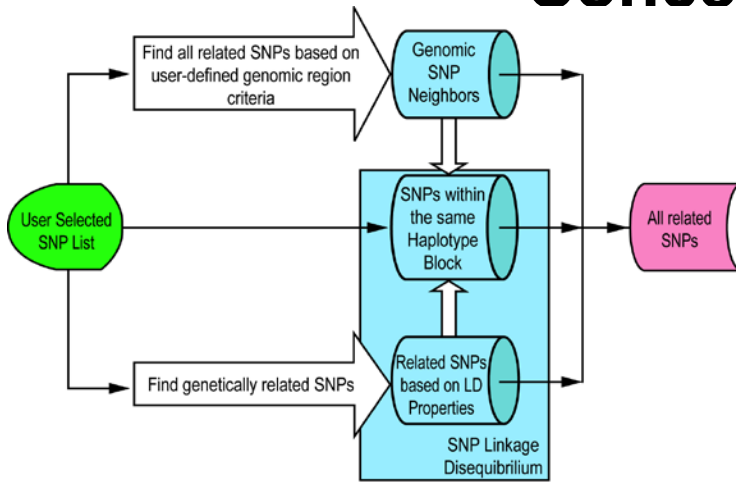 Find all related SNPs based on
user-defined genomic region
criteria
Genomic
SNP
Neighbors
User Selected
SNP List
SNPs within
the same
Haplotype
Block
All related
SNPs
Find genetically related SNPs
Related SNPs
based on LD
Properties
SNP Linkage
Disequibrilium